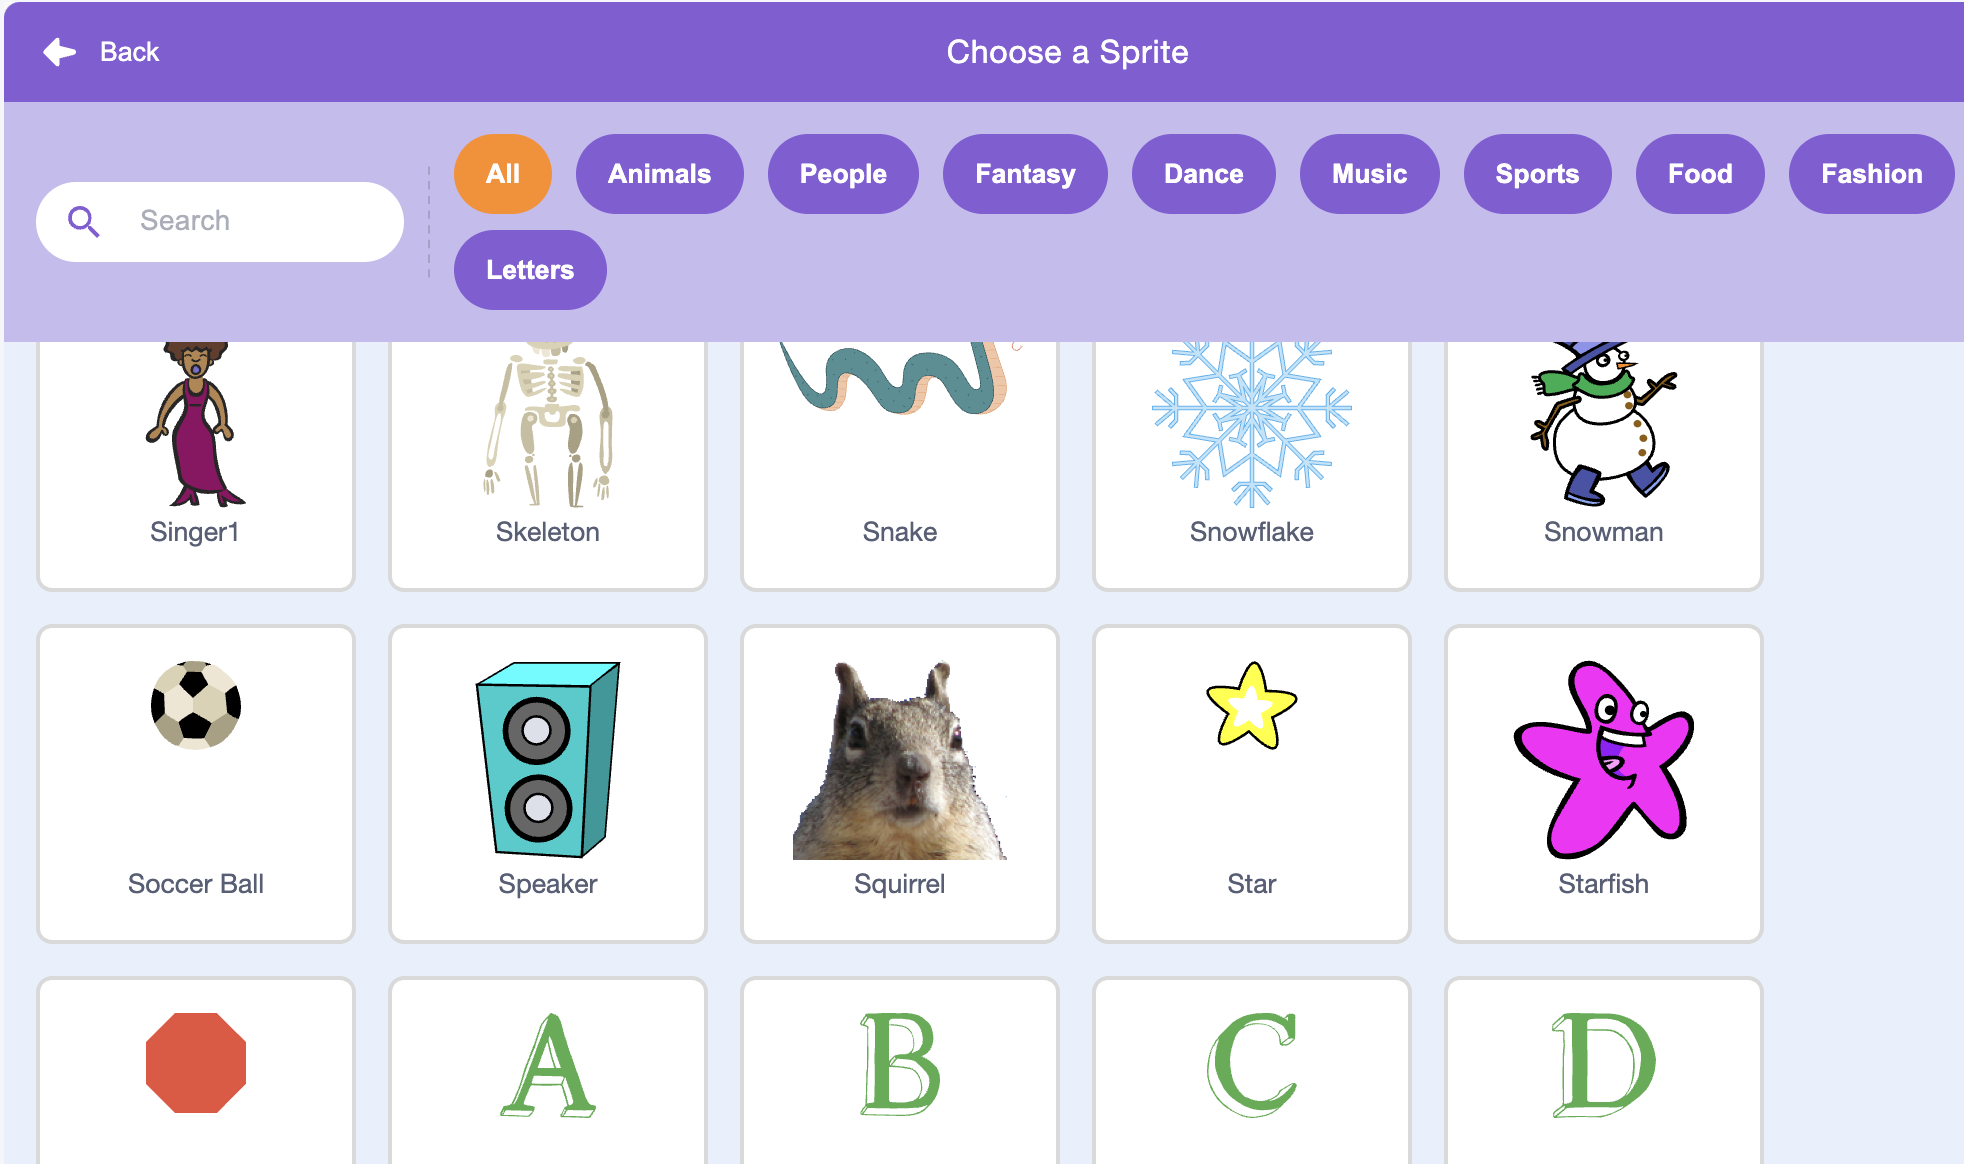 Back
Choose a Sprite
Search
All Animals People Fantasy Dance Music Sports Food Fashion
Letters
Singer1 Skeleton Snake Snowflake Snowman
Soccer Ball Speaker Squirrel Star Starfish
A B C D